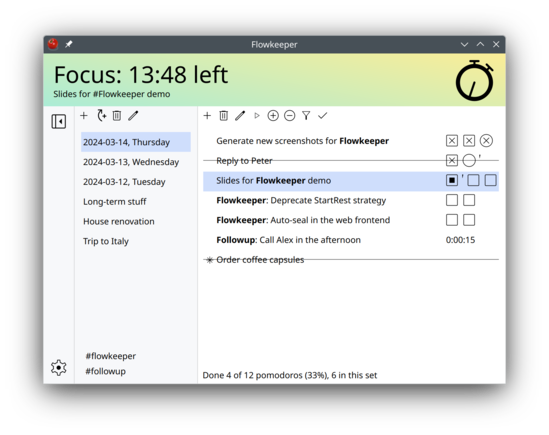 Flowkeeper
Focus: 13:48 left
Slides for #Flowkeeper demo
2024-03-14, Thursday
2024-03-13, Wednesday
2024-03-12, Tuesday
Long-term stuff
House renovation
Trip to Italy
#flowkeeper
#followup
Generate new screenshots for Flowkeeper
Reply to Peter
Slides for Flowkeeper demo
Flowkeeper: Deprecate StartRest strategy
Flowkeeper: Auto-seal in the web frontend
Followup: Call Alex in the afternoon 0:00:15
Order coffee capsules
Done 4 of 12 pomodoros (33%), 6 in this set